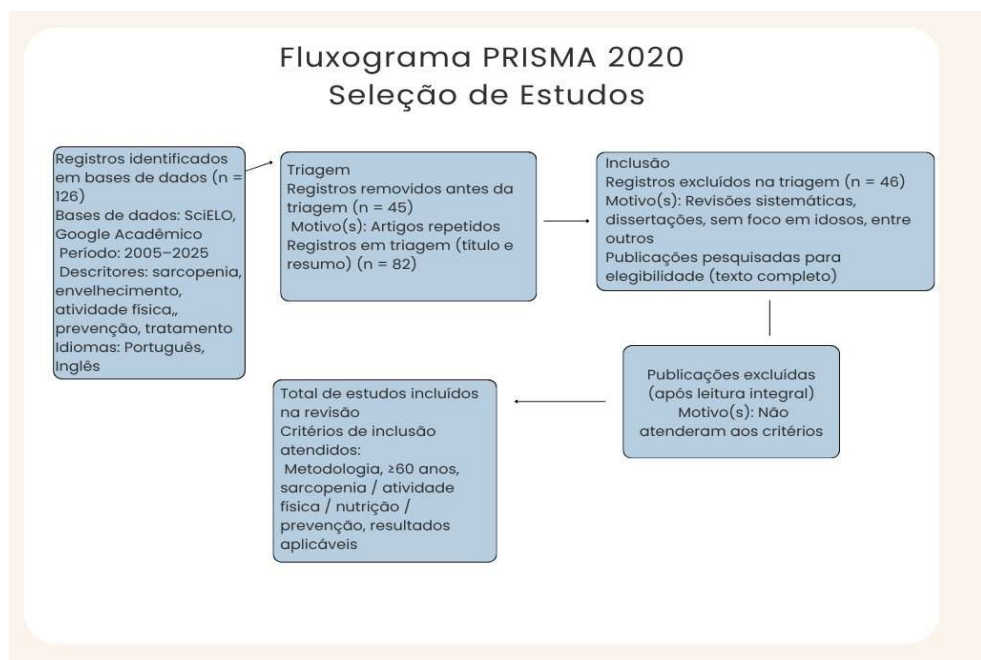 Fluxograma PRISMA 2020
Seleção de Estudos
Registros identificados
em bases de dados (n =
126)
Bases de dados: SciELO,
Google Acadêmico
Período: 2005–2025
Descritores: sarcopenia,
envelhecimento,
atividade física,,
prevenção, tratamento
Idiomas: Português,
Inglês
Triagem
Registros removidos antes da
triagem (n = 45)
Motivo(s): Artigos repetidos
Registros em triagem (título e
resumo) (n = 82)
Inclusão
Registros excluídos na triagem (n = 46)
Motivo(s): Revisões sistemáticas,
dissertações, sem foco em idosos, entre
outros
Publicações pesquisadas para
elegibilidade (texto completo)
Publicações excluídas
(após leitura integral)
Motivo(s): Não
atenderam aos critérios
Total de estudos incluídos
na revisão
Critérios de inclusão
atendidos:
Metodologia, ≥60 anos,
sarcopenia / atividade
física / nutrição /
prevenção, resultados
aplicáveis